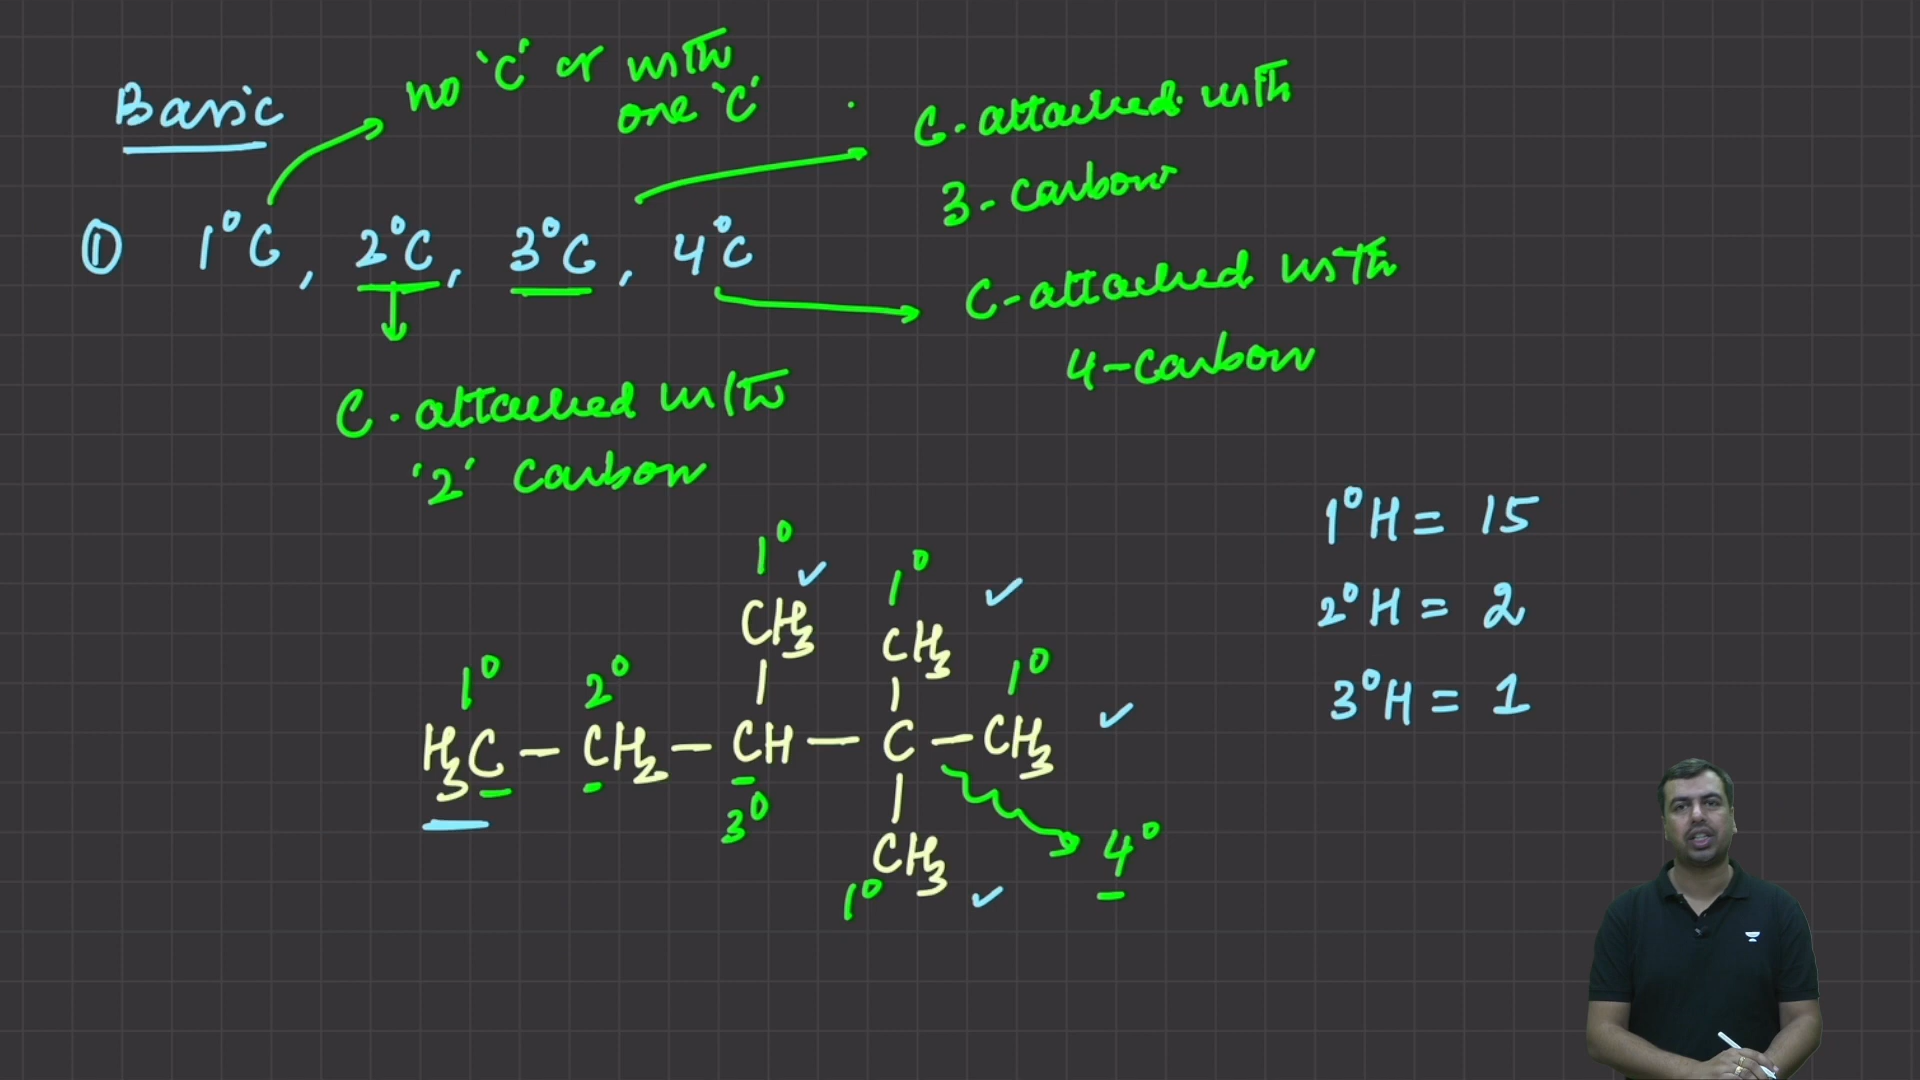 Basic
no 'C' or with
one 'C'
C-attached with
3-carbon
① 1°C, 2°C, 3°C, 4°C
C-attached with
4-carbon
C-attached with
'2' Carbon
1°H = 15
2°H = 2
3°H = 1
1° 1°
CH3 ✓ CH3 ✓
1° 2° 1°
H3C — CH2 — CH — C — CH3 ✓
3° 4°
CH3 ✓
1°